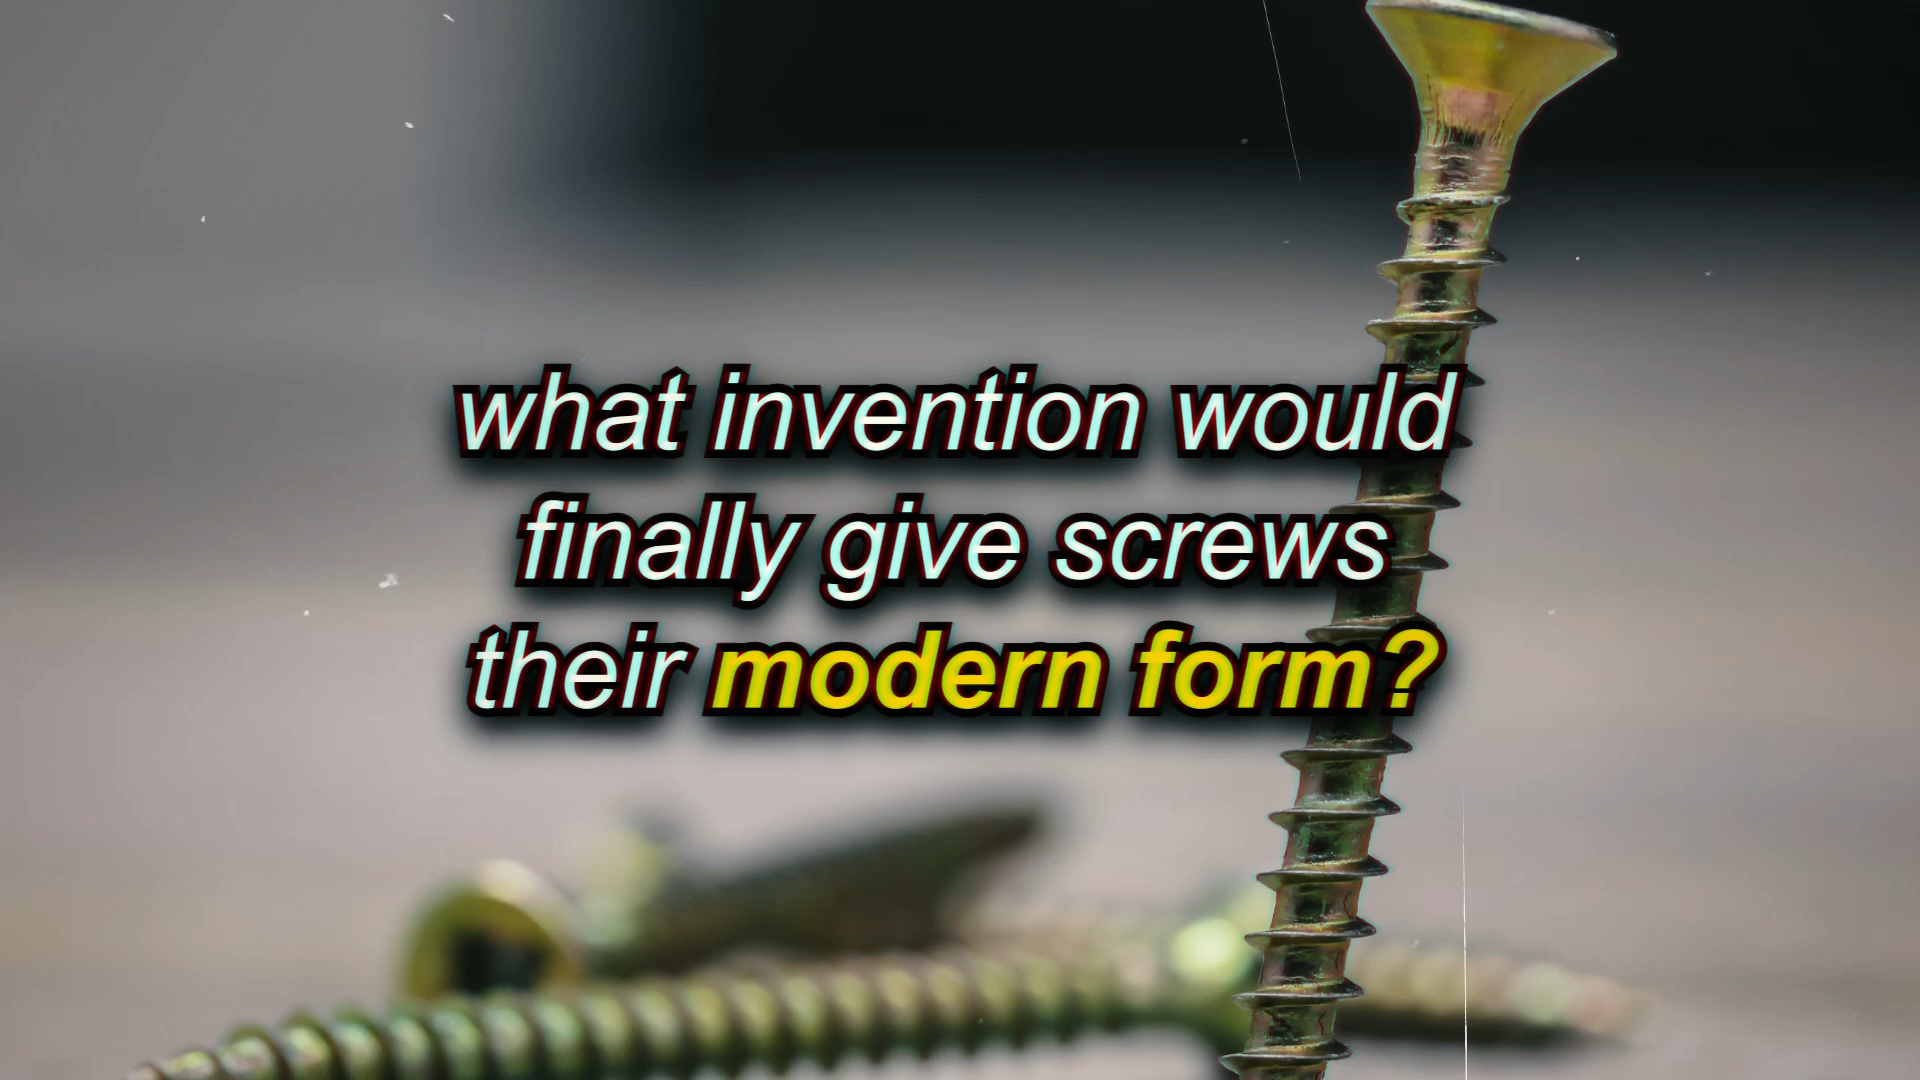 what invention would
finally give screws
their modern form?